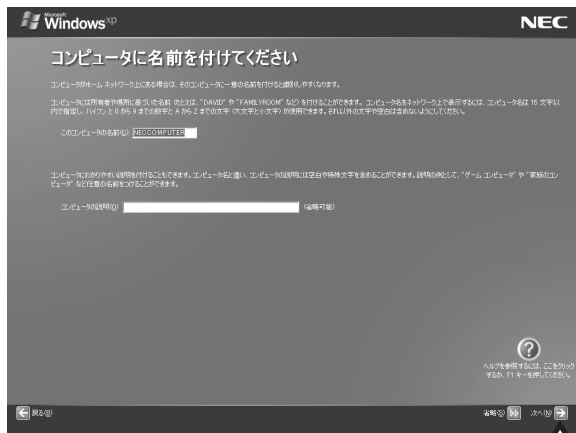 Microsoft
Windows xp
NEC
コンピュータに名前を付けてください
コンピュータがホーム ネットワーク上にある場合は、そのコンピュータに一意の名前を付けると識別しやすくなります。
コンピュータには所有者や場所に基づいた名前 (たとえば、"DAVID" や "FAMILYROOM" など) を付けることができます。コンピュータ名をネットワーク上で表示するには、コンピュータ名は 15 文字以
内で指定し、ハイフンと 0 から 9 までの数字と A から Z までの文字 (大文字と小文字) が使用できます。それ以外の文字や空白は含めないようにしてください。
このコンピュータの名前(C) NECCOMPUTER
コンピュータにわかりやすい説明を付けることもできます。コンピュータ名と違い、コンピュータの説明には空白や特殊文字を含めることができます。説明の例として、"ゲーム コンピュータ" や "家族のコン
ピュータ" など任意の名前をつけることができます。
コンピュータの説明(O) (省略可能)
ヘルプを参照するには、ここをクリック
するか、F1 キーを押してください。
戻る(B)
省略(S)
次へ(N)